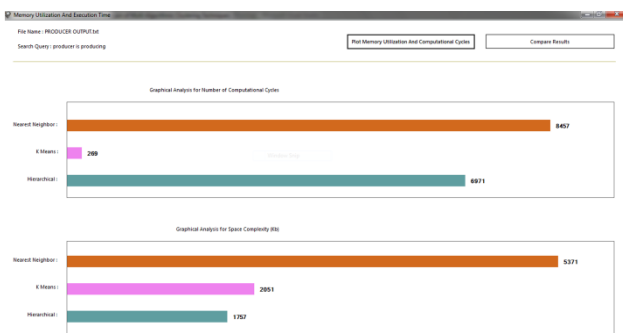 Memory Utilization And Execution Time
File Name : PRODUCER OUTPUT.txt
Search Query : producer is producing
Plot Memory Utilization And Computational Cycles
Compare Results
Graphical Analysis for Number of Computational Cycles
Nearest Neighbor :
8457
K Means :
269
Hierarchical :
6971
Graphical Analysis for Space Complexity (Kb)
Nearest Neighbor :
5371
K Means :
2051
Hierarchical :
1757